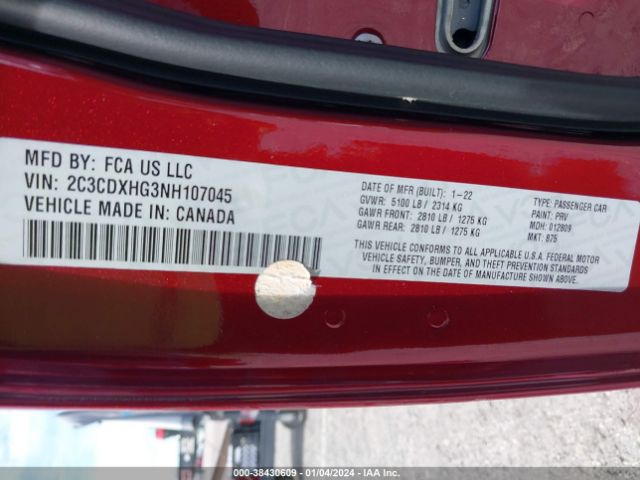 MFD BY: FCA US LLC
VIN: 2C3CDXHG3NH107045
VEHICLE MADE IN: CANADA
DATE OF MFR (BUILT): 1-22
GVWR: 5100 LB / 2314 KG
GAWR FRONT: 2810 LB / 1275 KG
GAWR REAR: 2810 LB / 1275 KG
TYPE: PASSENGER CAR
PAINT: PRV
MDH: 012809
MKT: 875
THIS VEHICLE CONFORMS TO ALL APPLICABLE U.S.A. FEDERAL MOTOR
VEHICLE SAFETY, BUMPER, AND THEFT PREVENTION STANDARDS
IN EFFECT ON THE DATE OF MANUFACTURE SHOWN ABOVE.
000-38430609 - 01/04/2024 - IAA Inc.